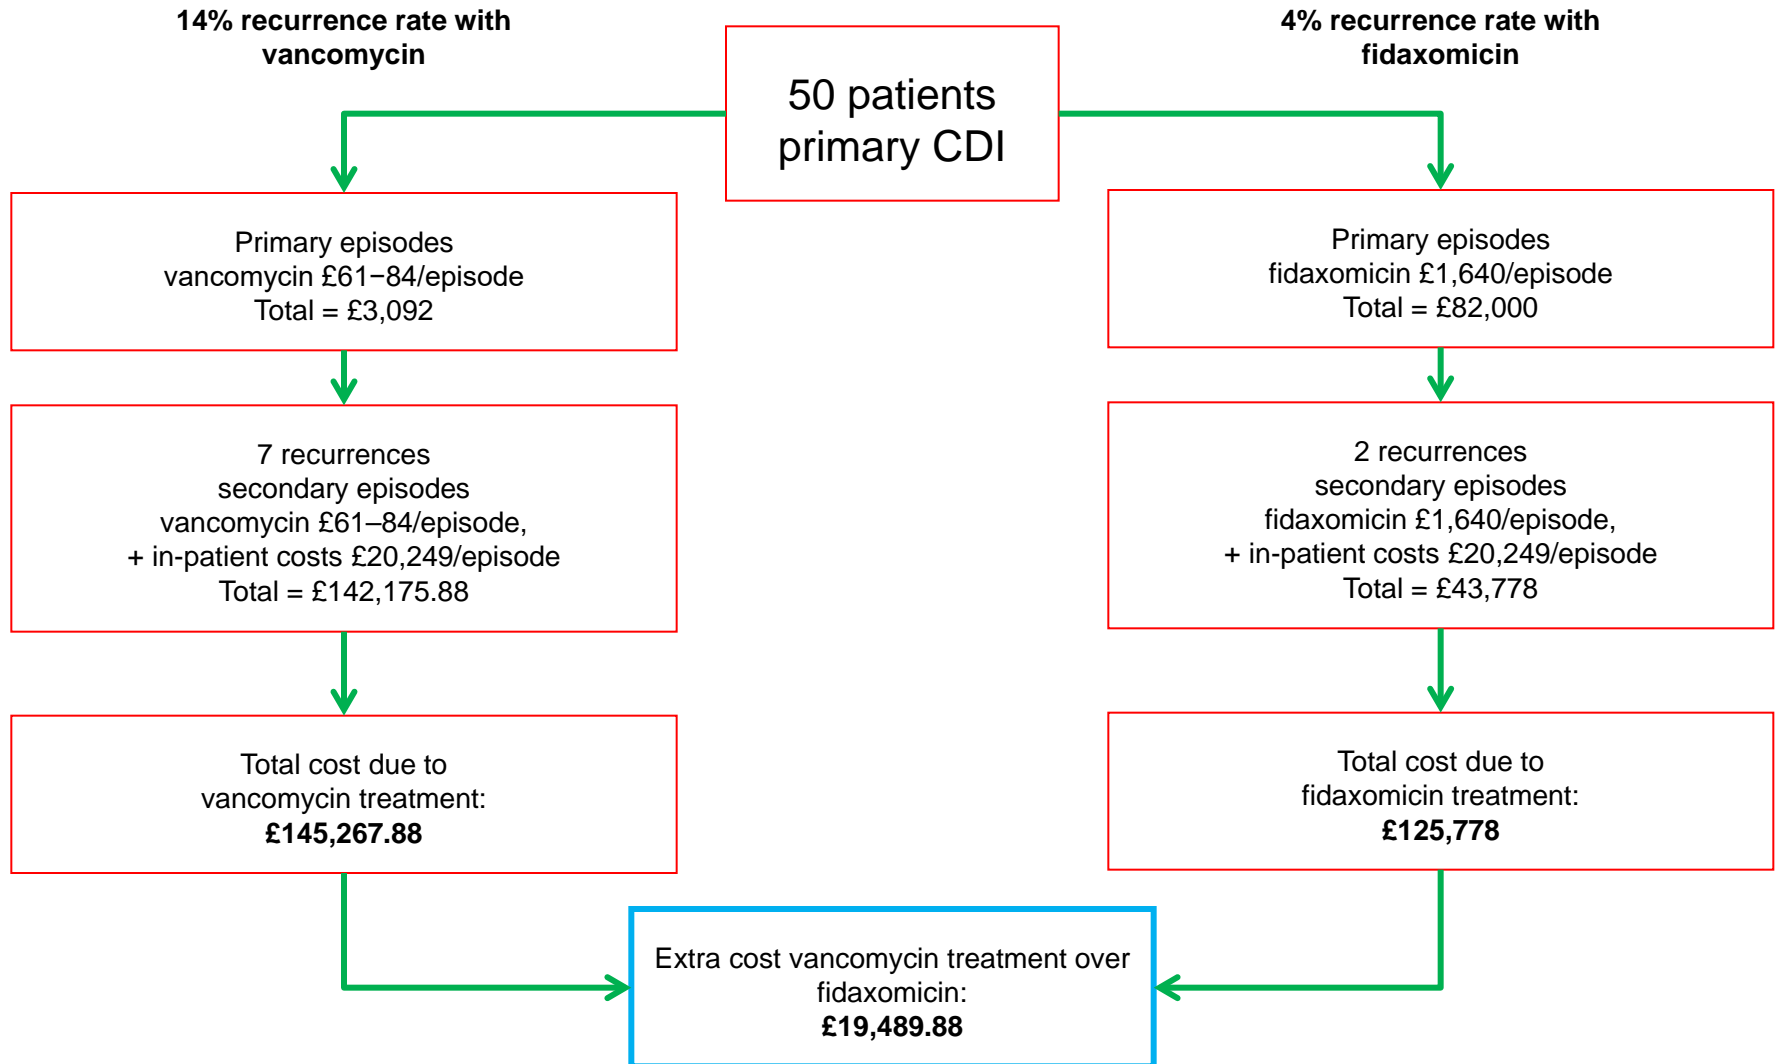 14% recurrence rate with
vancomycin
4% recurrence rate with
fidaxomicin
50 patients
primary CDI
Primary episodes
vancomycin £61−84/episode
Total = £3,092
Primary episodes
fidaxomicin £1,640/episode
Total = £82,000
7 recurrences
secondary episodes
vancomycin £61–84/episode,
+ in-patient costs £20,249/episode
Total = £142,175.88
2 recurrences
secondary episodes
fidaxomicin £1,640/episode,
+ in-patient costs £20,249/episode
Total = £43,778
Total cost due to
vancomycin treatment:
£145,267.88
Total cost due to
fidaxomicin treatment:
£125,778
Extra cost vancomycin treatment over
fidaxomicin:
£19,489.88